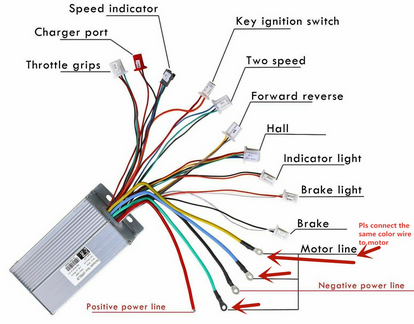 Speed indicator
Charger port
Key ignition switch
Throttle grips
Two speed
Forward reverse
Hall
Indicator light
Brake light
Pls connect the
same color wire
to motor
Brake
Motor line
Negative power line
Positive power line